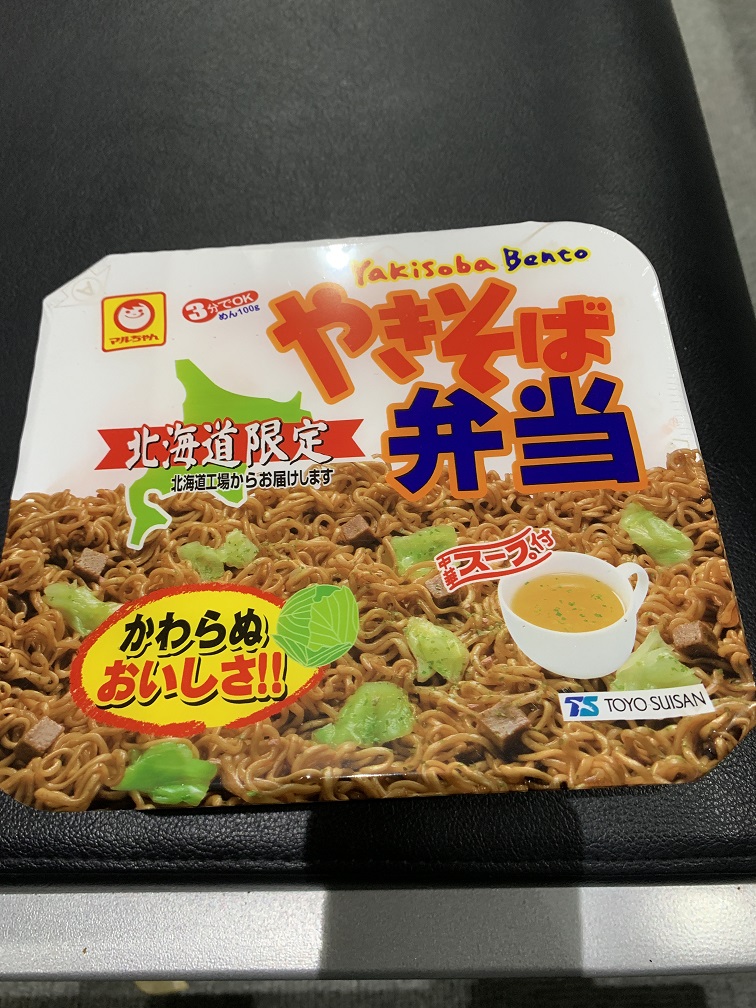 Yakisoba Bento
マルちゃん
3分でOK
めん100g
やきそば
弁当
北海道限定
北海道工場からお届けします
中華スープ付
かわらぬ
おいしさ!!
TS TOYO SUISAN